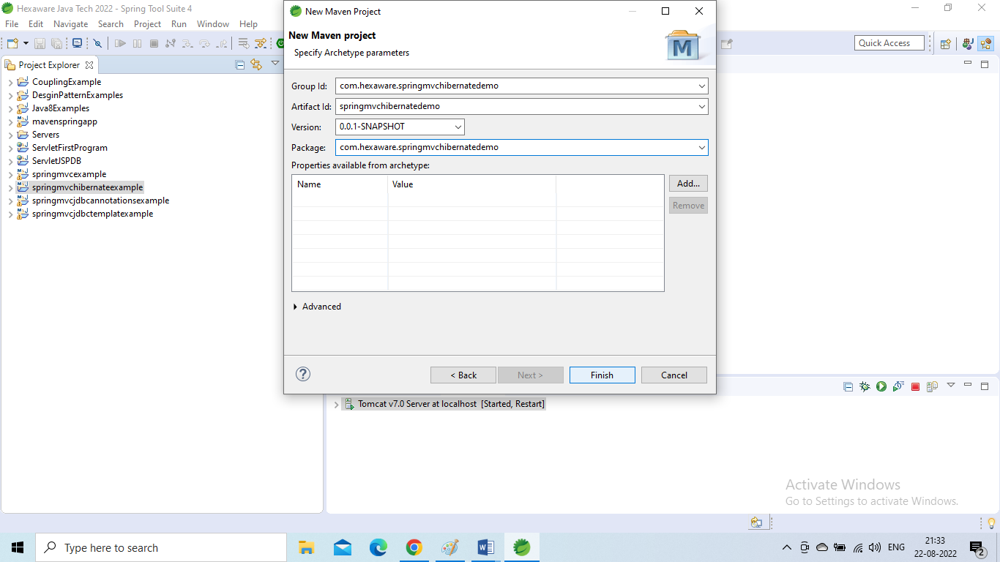 Hexaware Java Tech 2022 - Spring Tool Suite 4
File Edit Navigate Search Project Run Window Help
Quick Access
Project Explorer
CouplingExample
DesginPatternExamples
Java8Examples
mavenspringapp
Servers
ServletFirstProgram
ServletJSPDB
springmvcexample
springmvchibernateexample
springmvcjdbcannotationsexample
springmvcjdbctemplatexample
New Maven Project
New Maven project
Specify Archetype parameters
M
Group Id: com.hexaware.springmvchibernatedemo
Artifact Id: springmvchibernatedemo
Version: 0.0.1-SNAPSHOT
Package: com.hexaware.springmvchibernatedemo
Properties available from archetype:
Name Value
Add...
Remove
Advanced
?
< Back Next > Finish Cancel
Tomcat v7.0 Server at localhost [Started, Restart]
Activate Windows
Go to Settings to activate Windows.
Type here to search
ENG
21:33
22-08-2022
2